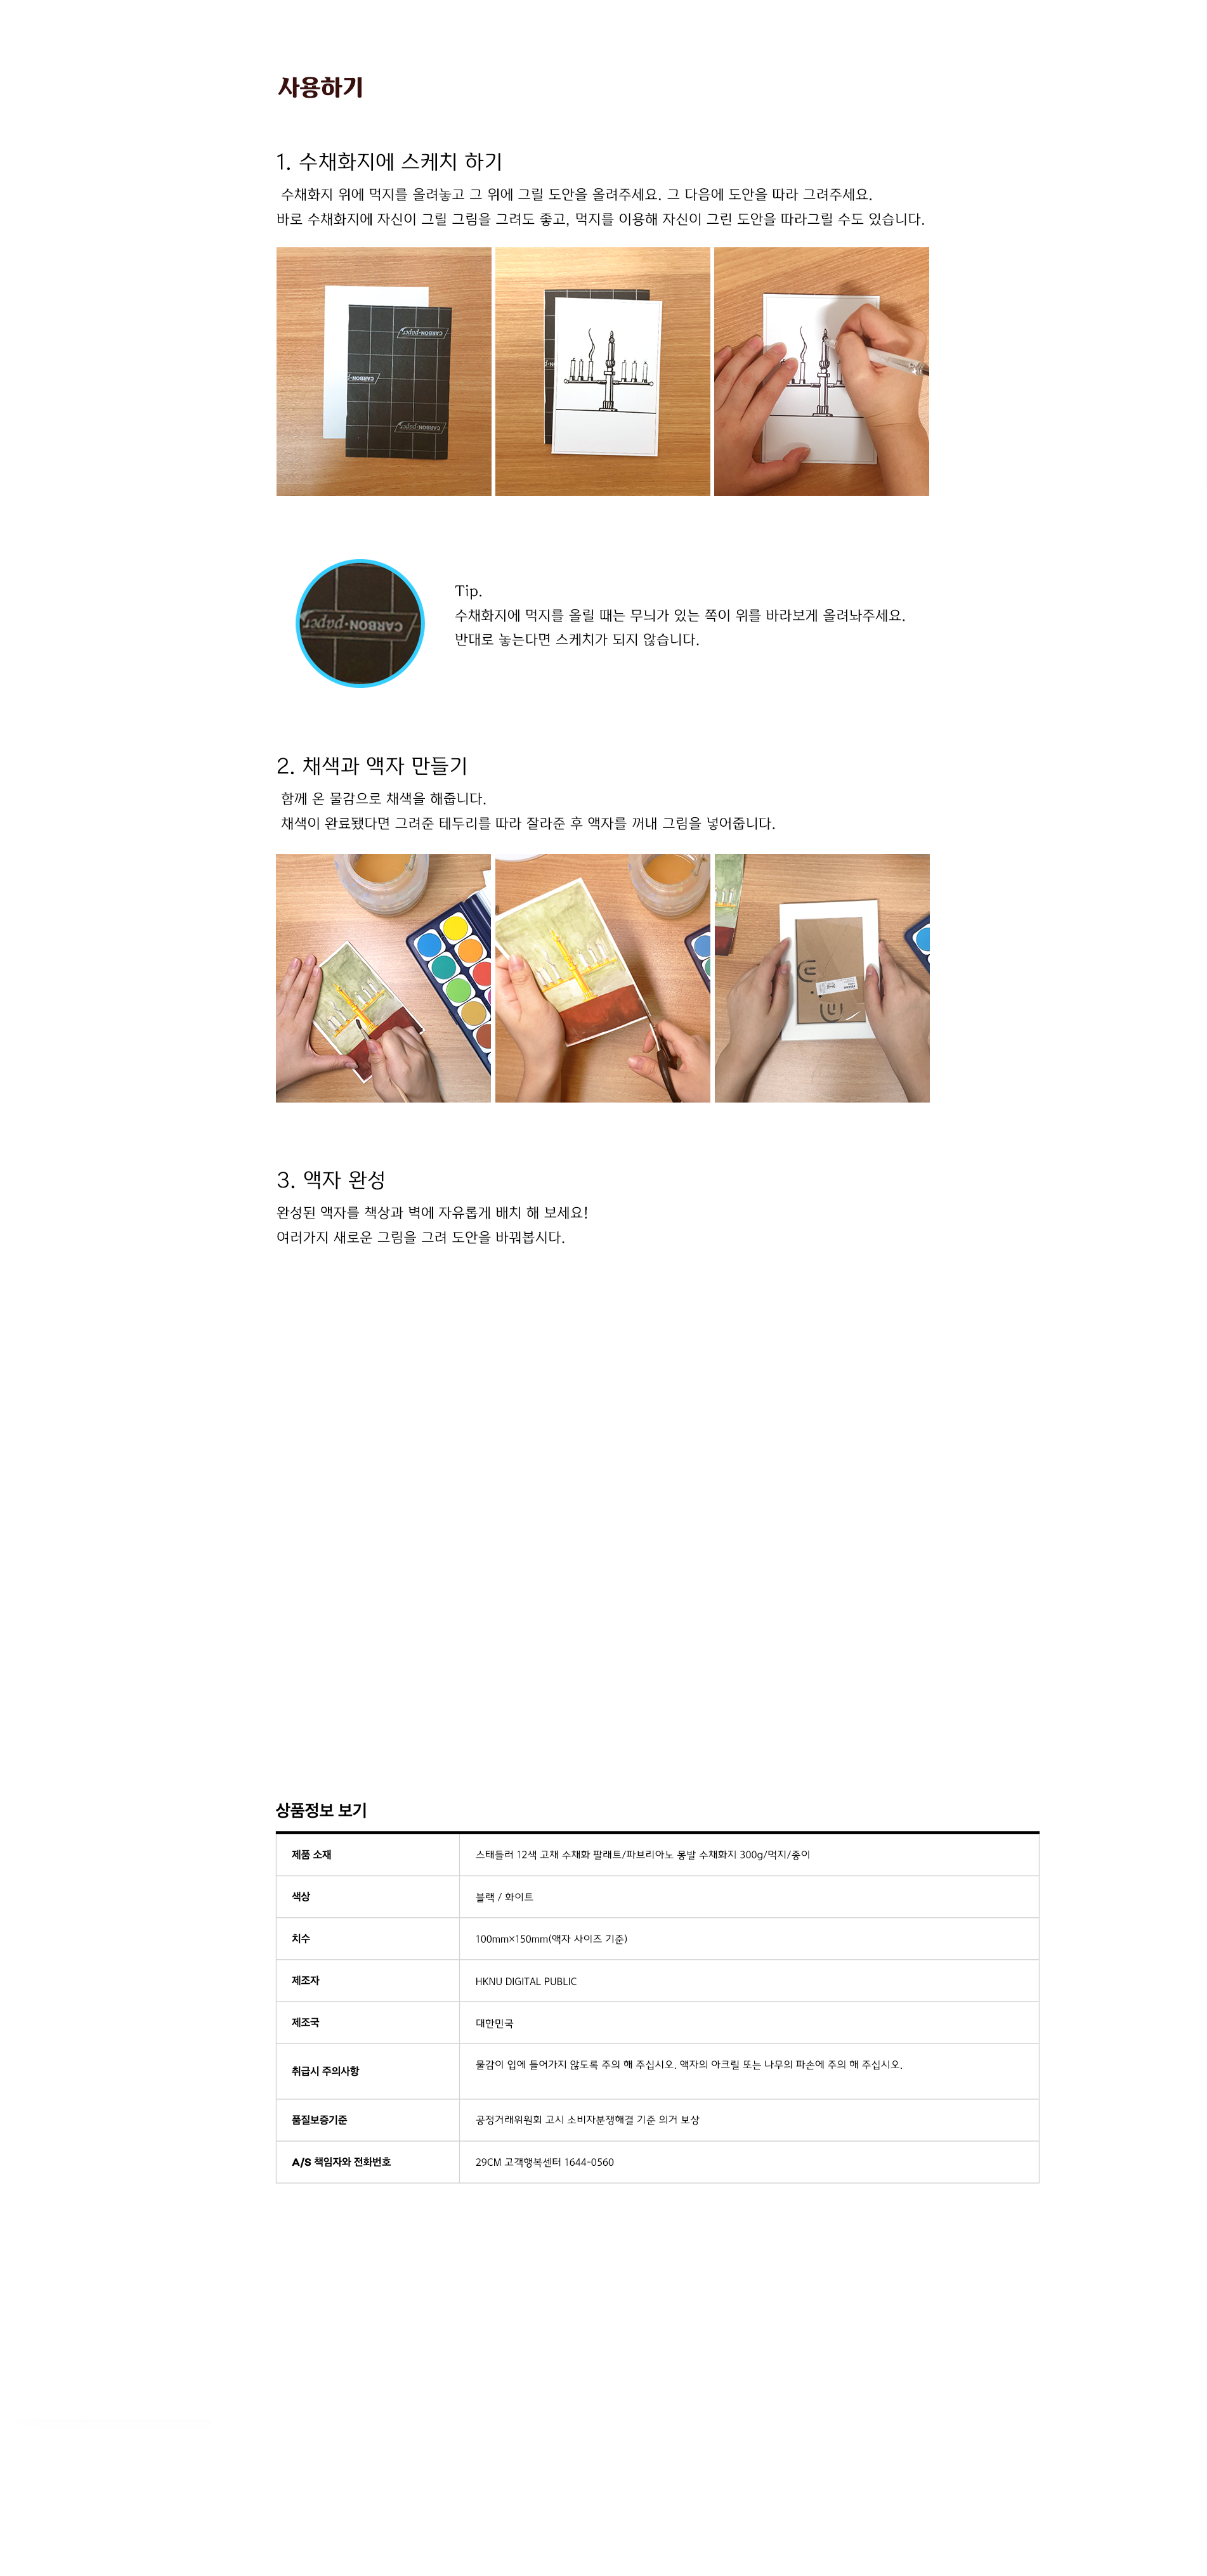 사용하기
1. 수채화지에 스케치 하기
수채화지 위에 먹지를 올려놓고 그 위에 그릴 도안을 올려주세요. 그 다음에 도안을 따라 그려주세요.
바로 수채화지에 자신이 그릴 그림을 그려도 좋고, 먹지를 이용해 자신이 그린 도안을 따라그릴 수도 있습니다.
CARBON-paper
CARBON
CARBON-paper
Tip.
수채화지에 먹지를 올릴 때는 무늬가 있는 쪽이 위를 바라보게 올려놔주세요.
반대로 놓는다면 스케치가 되지 않습니다.
CARBON-paper
2. 채색과 액자 만들기
함께 온 물감으로 채색을 해줍니다.
채색이 완료됐다면 그려준 테두리를 따라 잘라준 후 액자를 꺼내 그림을 넣어줍니다.
3. 액자 완성
완성된 액자를 책상과 벽에 자유롭게 배치 해 보세요!
여러가지 새로운 그림을 그려 도안을 바꿔봅시다.
상품정보 보기
제품 소재 스태들러 12색 고채 수채화 팔래트/파브리아노 몽발 수채화지 300g/먹지/종이
색상 블랙 / 화이트
치수 100mm×150mm(액자 사이즈 기준)
제조자 HKNU DIGITAL PUBLIC
제조국 대한민국
취급시 주의사항 물감이 입에 들어가지 않도록 주의 해 주십시오. 액자의 아크릴 또는 나무의 파손에 주의 해 주십시오.
품질보증기준 공정거래위원회 고시 소비자분쟁해결 기준 의거 보상
A/S 책임자와 전화번호 29CM 고객행복센터 1644-0560